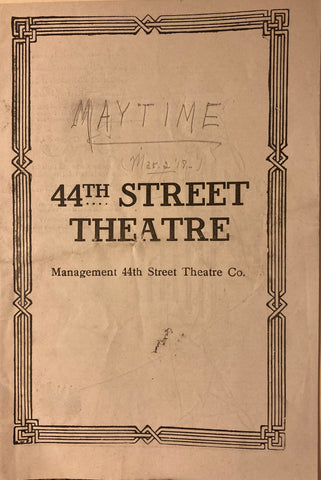 MAYTIME
(Mar. 2 '18.)
44TH STREET
THEATRE
Management 44th Street Theatre Co.